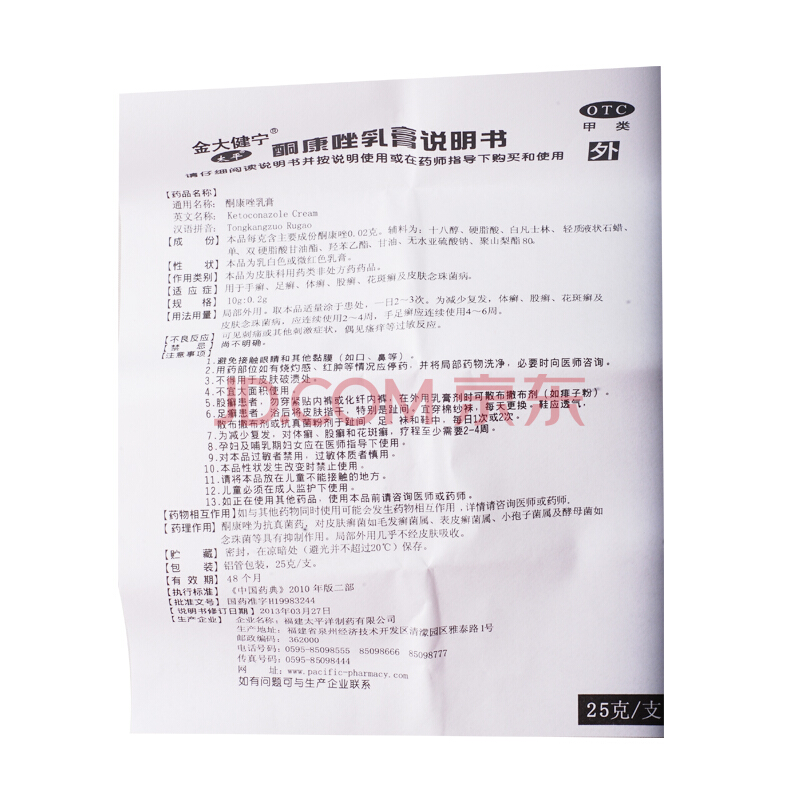 OTC
甲类
外
金大健宁®
太平
酮康唑乳膏说明书
请仔细阅读说明书并按说明使用或在药师指导下购买和使用
【药品名称】
通用名称：酮康唑乳膏
英文名称：Ketoconazole Cream
汉语拼音：Tongkangzuo Rugao
【成　份】本品每克含主要成份酮康唑0.02克。辅料为：十八醇、硬脂酸、白凡士林、轻质液状石蜡、
单、双硬脂酸甘油酯、羟苯乙酯、甘油、无水亚硫酸钠、聚山梨酯80。
【性　状】本品为乳白色或微红色乳膏。
【作用类别】本品为皮肤科用药类非处方药药品。
【适应症】用于手癣、足癣、体癣、股癣、花斑癣及皮肤念珠菌病。
【规　格】10g:0.2g
【用法用量】局部外用。取本品适量涂于患处，一日2～3次。为减少复发，体癣、股癣、花斑癣及
皮肤念珠菌病，应连续使用2～4周，手足癣应连续使用4～6周。
【不良反应】可见刺痛或其他刺激症状，偶见瘙痒等过敏反应。
【禁　忌】尚不明确。
【注意事项】
1.避免接触眼睛和其他黏膜（如口、鼻等）。
2.用药部位如有烧灼感、红肿等情况应停药，并将局部药物洗净，必要时向医师咨询。
3.不得用于皮肤破溃处。
4.不宜大面积使用。
5.股癣患者，勿穿紧贴内裤或化纤内裤，在外用乳膏剂时可散布撒布剂（如痱子粉）。
6.足癣患者，浴后将皮肤揩干，特别是趾间。宜穿棉纱袜，每天更换。鞋应透气，
散布撒布剂或抗真菌粉剂于趾间、足、袜和鞋中，每日1次或2次。
7.为减少复发，对体癣、股癣和花斑癣，疗程至少需要2-4周。
8.孕妇及哺乳期妇女应在医师指导下使用。
9.对本品过敏者禁用，过敏体质者慎用。
10.本品性状发生改变时禁止使用。
11.请将本品放在儿童不能接触的地方。
12.儿童必须在成人监护下使用。
13.如正在使用其他药品，使用本品前请咨询医师或药师。
【药物相互作用】如与其他药物同时使用可能会发生药物相互作用，详情请咨询医师或药师。
【药理作用】酮康唑为抗真菌药，对皮肤癣菌如毛发癣菌属、表皮癣菌属、小孢子菌属及酵母菌如
念珠菌等具有抑制作用。局部外用几乎不经皮肤吸收。
【贮　藏】密封，在凉暗处（避光并不超过20℃）保存。
【包　装】铝管包装，25克/支。
【有效期】48个月
【执行标准】《中国药典》2010年版二部
【批准文号】国药准字H19983244
【说明书修订日期】2013年03月27日
【生产企业】企业名称：福建太平洋制药有限公司
生产地址：福建省泉州经济技术开发区清濛园区雅泰路1号
邮政编码：362000
电话号码：0595-85098555 85098666 85098777
传真号码：0595-85098444
网　址：www.pacific-pharmacy.com
如有问题可与生产企业联系
25克/支
JD.COM京东